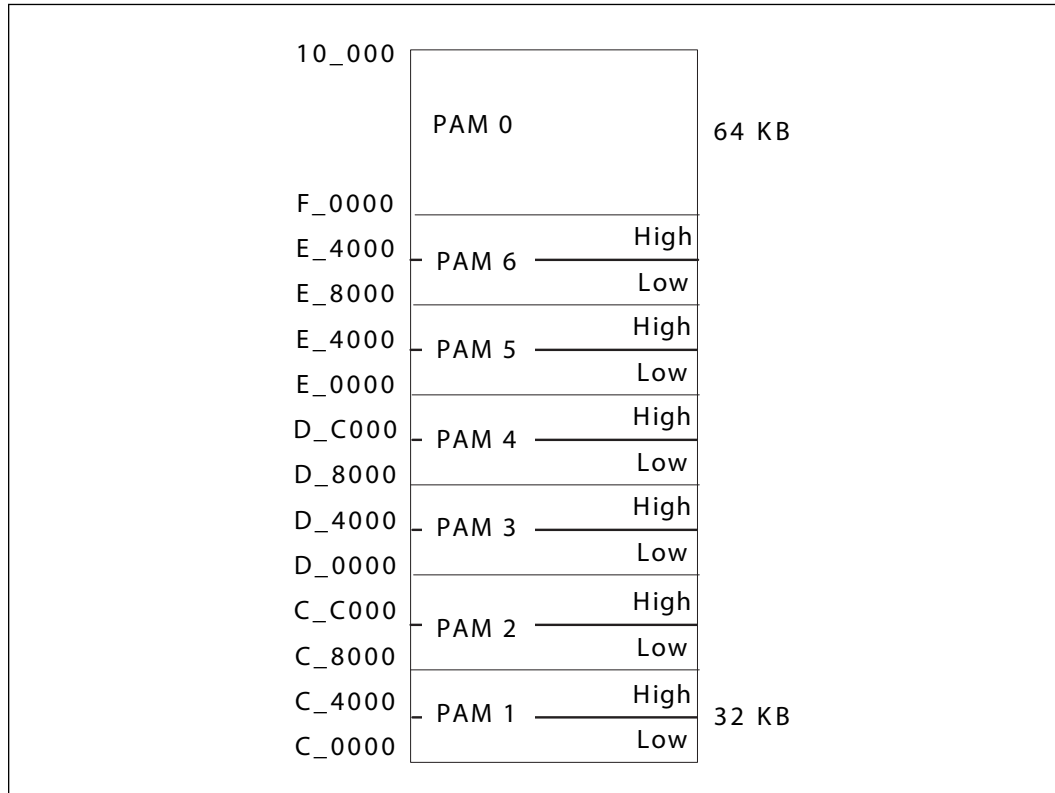 10_000
PAM 0
64 KB
F_0000
High
E_4000
PAM 6
Low
E_8000
High
E_4000
PAM 5
Low
E_0000
High
D_C000
PAM 4
Low
D_8000
High
D_4000
PAM 3
Low
D_0000
High
C_C000
PAM 2
Low
C_8000
High
C_4000
PAM 1
32 KB
Low
C_0000